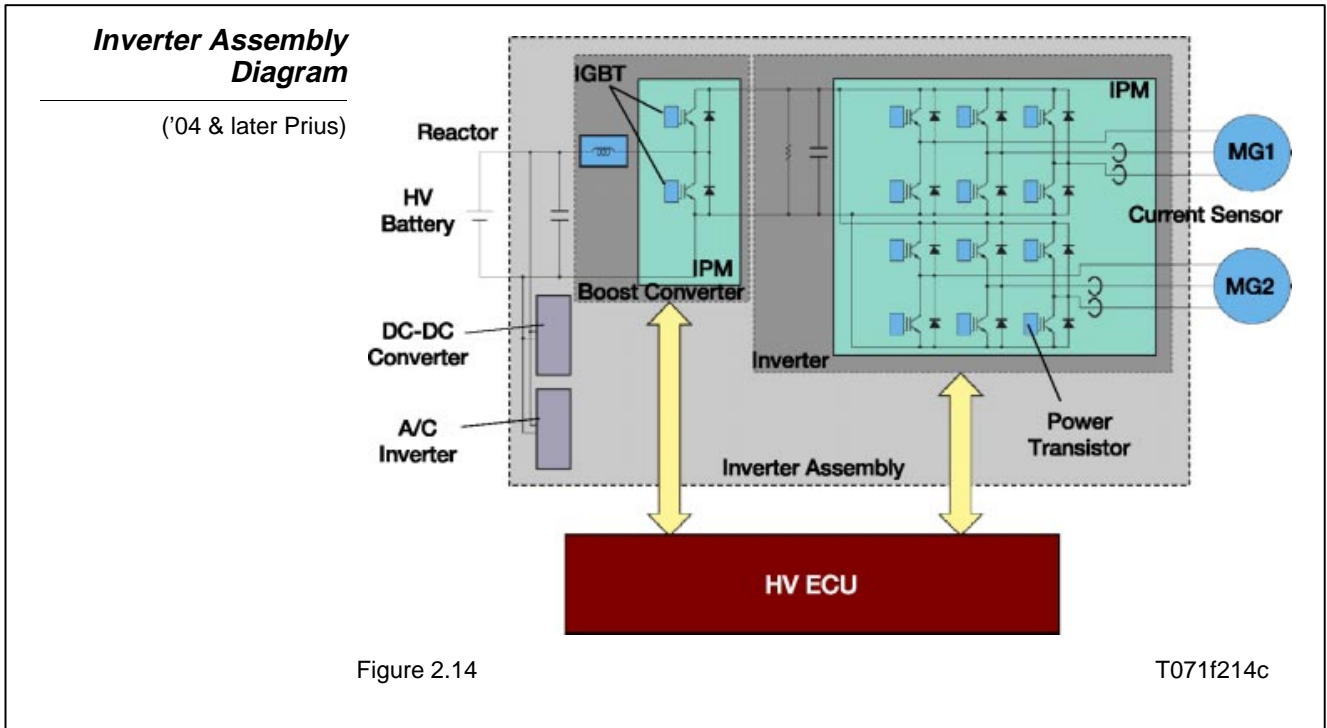 Inverter Assembly
Diagram
('04 & later Prius)
IGBT
IPM
Reactor
MG1
HV
Battery
Current Sensor
IPM
Boost Converter
MG2
DC-DC
Converter
Inverter
A/C
Inverter
Power
Transistor
Inverter Assembly
HV ECU
Figure 2.14
T071f214c